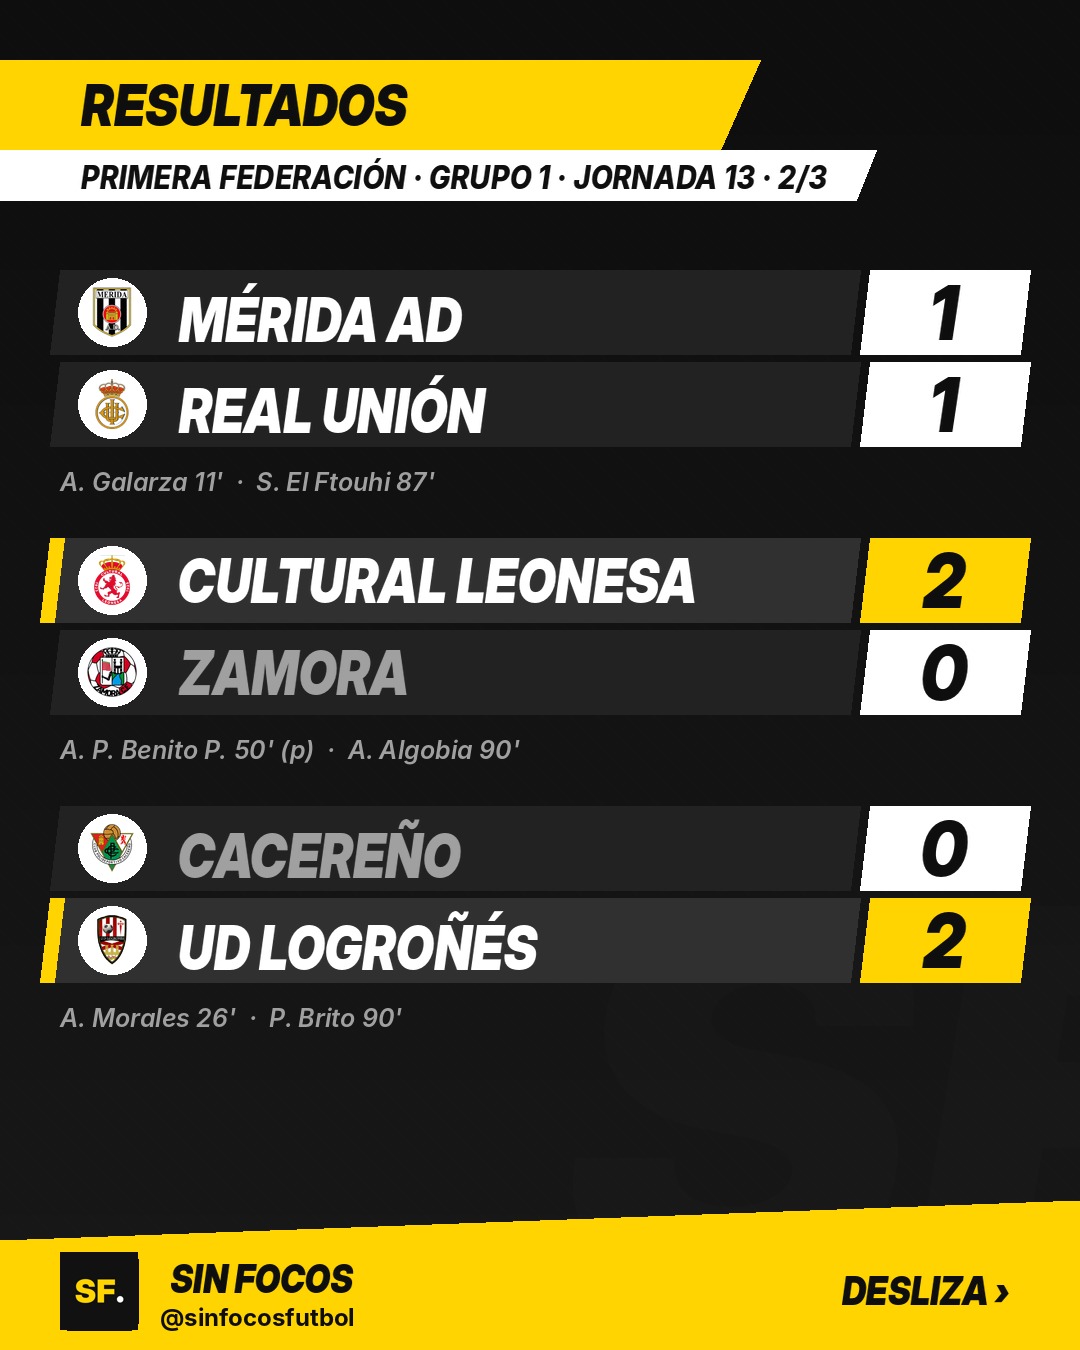 RESULTADOS
PRIMERA FEDERACIÓN · GRUPO 1 · JORNADA 13 · 2/3
MÉRIDA AD 1
REAL UNIÓN 1
A. Galarza 11' · S. El Ftouhi 87'
CULTURAL LEONESA 2
ZAMORA 0
A. P. Benito P. 50' (p) · A. Algobia 90'
CACEREÑO 0
UD LOGROÑÉS 2
A. Morales 26' · P. Brito 90'
SF.
SIN FOCOS
@sinfocosfutbol
DESLIZA ›